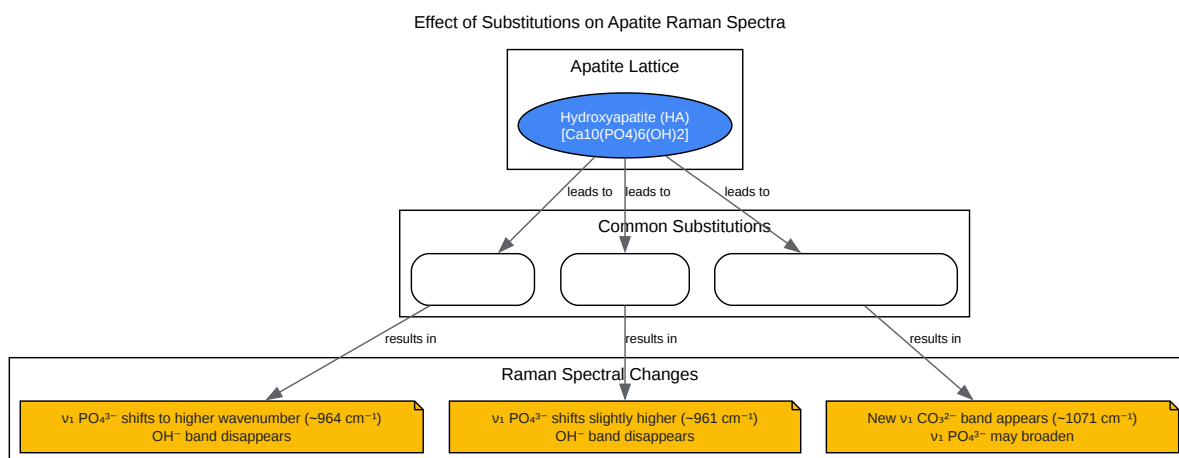 Effect of Substitutions on Apatite Raman Spectra
Apatite Lattice
Hydroxyapatite (HA)
[Ca10(PO4)6(OH)2]
leads to
leads to
leads to
Common Substitutions
results in
results in
results in
Raman Spectral Changes
ν₁ PO₄³⁻ shifts to higher wavenumber (~964 cm⁻¹)
OH⁻ band disappears
ν₁ PO₄³⁻ shifts slightly higher (~961 cm⁻¹)
OH⁻ band disappears
New ν₁ CO₃²⁻ band appears (~1071 cm⁻¹)
ν₁ PO₄³⁻ may broaden